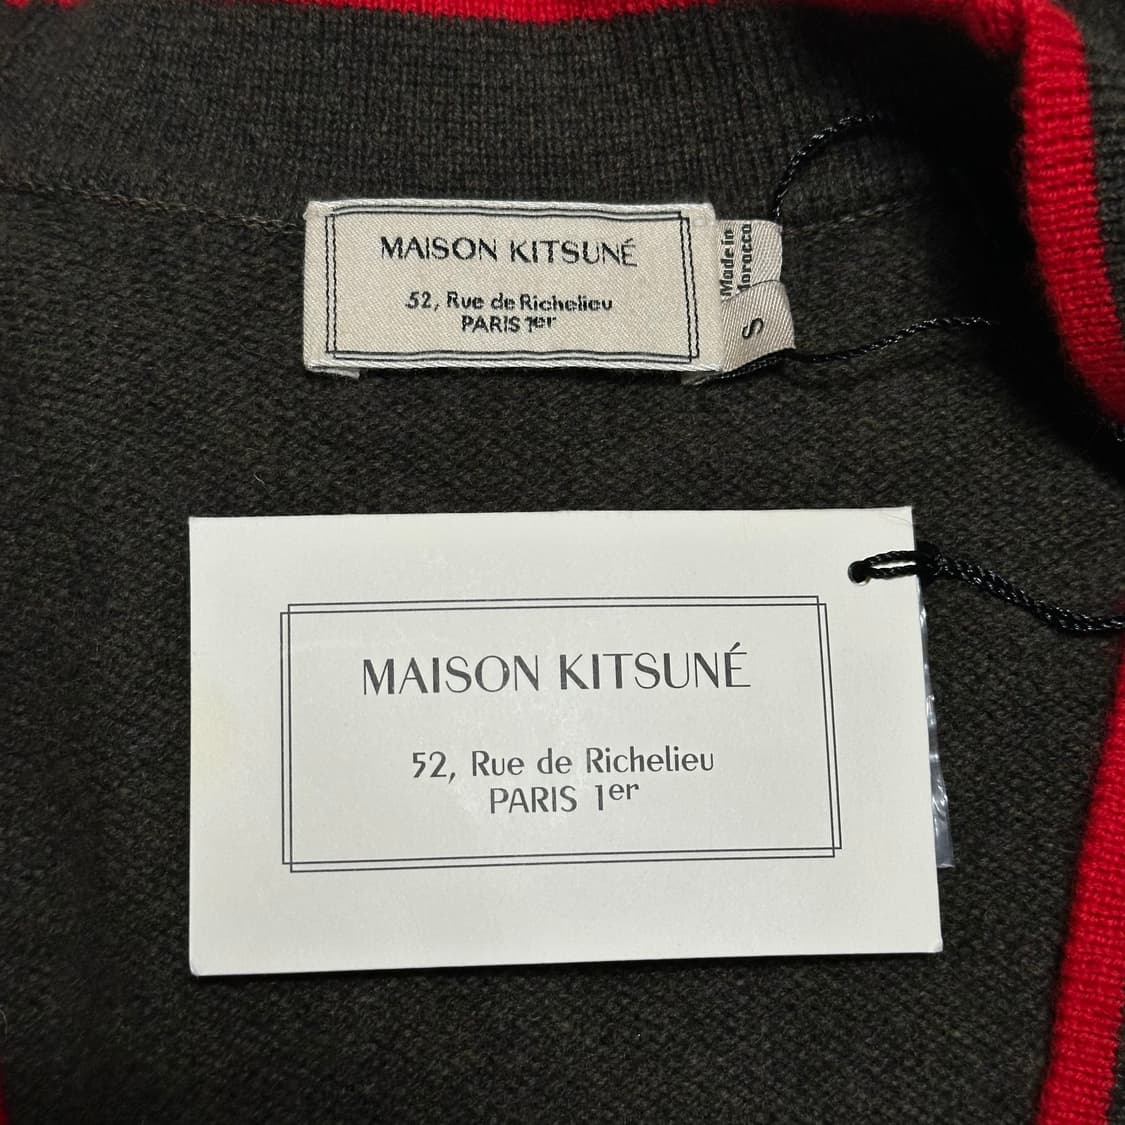 MAISON KITSUNÉ
52, Rue de Richelieu
PARIS 1er
Made in
Morocco
S
MAISON KITSUNÉ
52, Rue de Richelieu
PARIS 1er